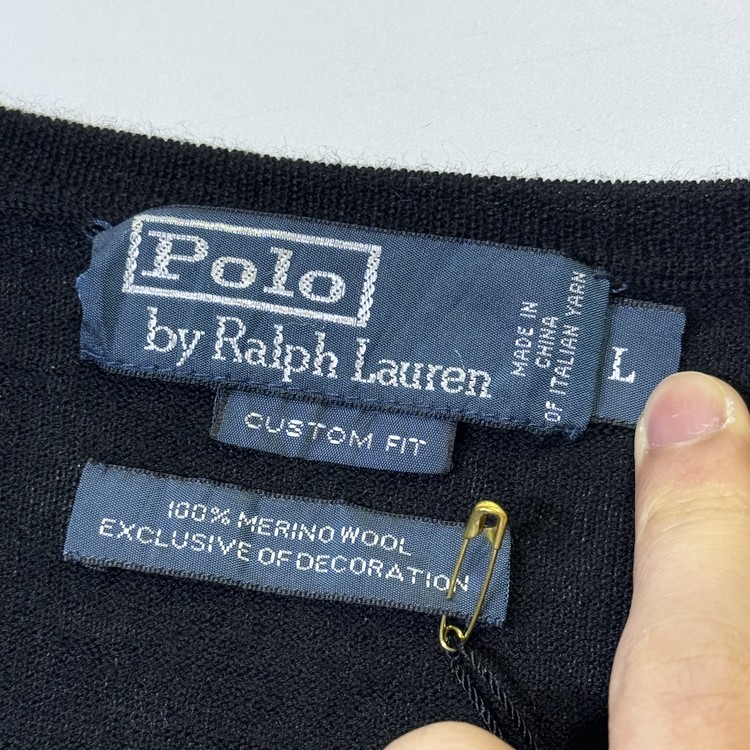 Polo
by Ralph Lauren
MADE IN
CHINA
OF ITALIAN YARN
L
CUSTOM FIT
100% MERINO WOOL
EXCLUSIVE OF DECORATION